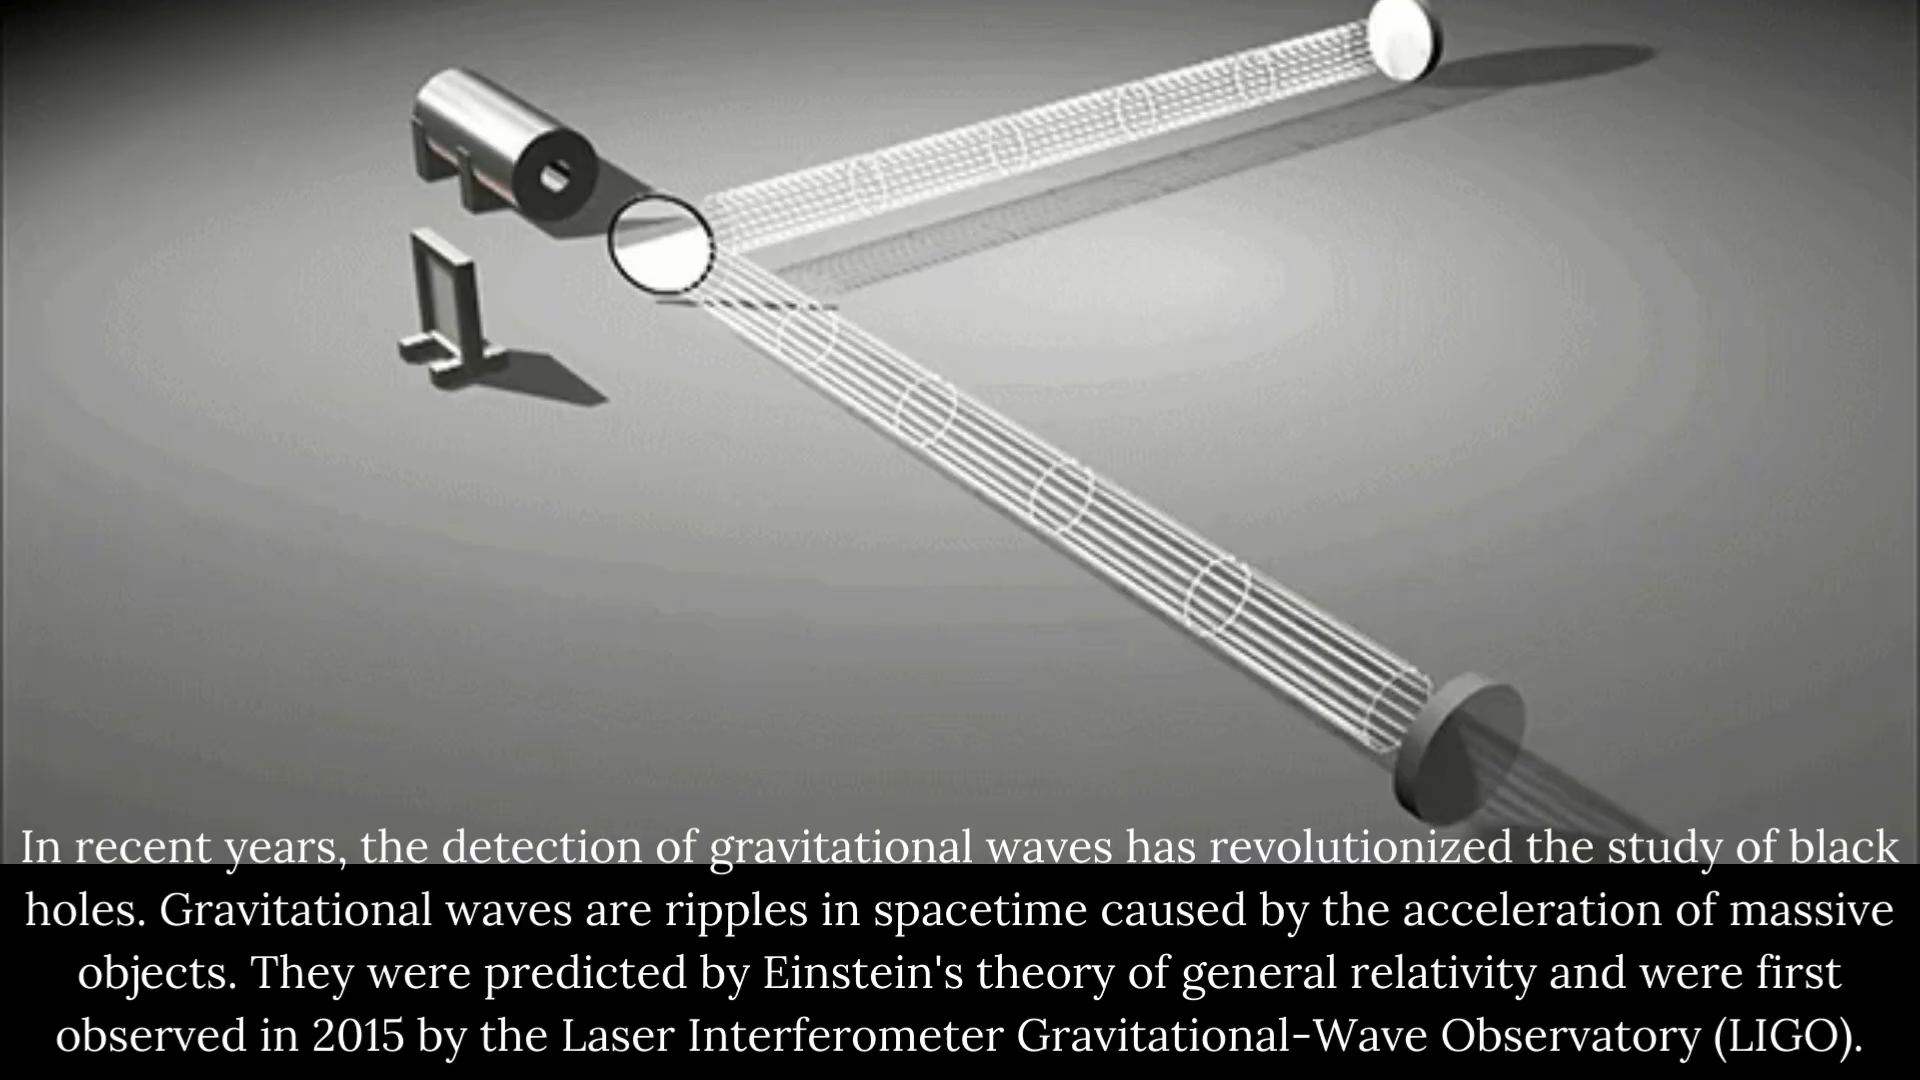 In recent years, the detection of gravitational waves has revolutionized the study of black
holes. Gravitational waves are ripples in spacetime caused by the acceleration of massive
objects. They were predicted by Einstein's theory of general relativity and were first
observed in 2015 by the Laser Interferometer Gravitational-Wave Observatory (LIGO).